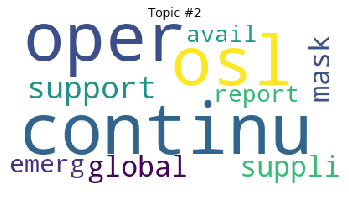 Topic #2
oper avail
osl
mask
support report
continu
emerg global suppli